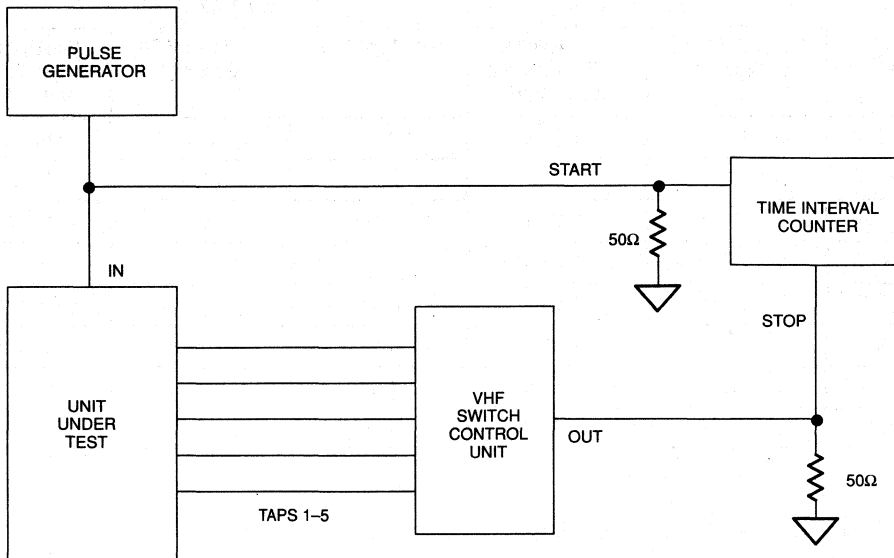 PULSE
GENERATOR
START
TIME INTERVAL
COUNTER
50Ω
IN
STOP
UNIT
UNDER
TEST
VHF
SWITCH
CONTROL
UNIT
OUT
50Ω
TAPS 1–5